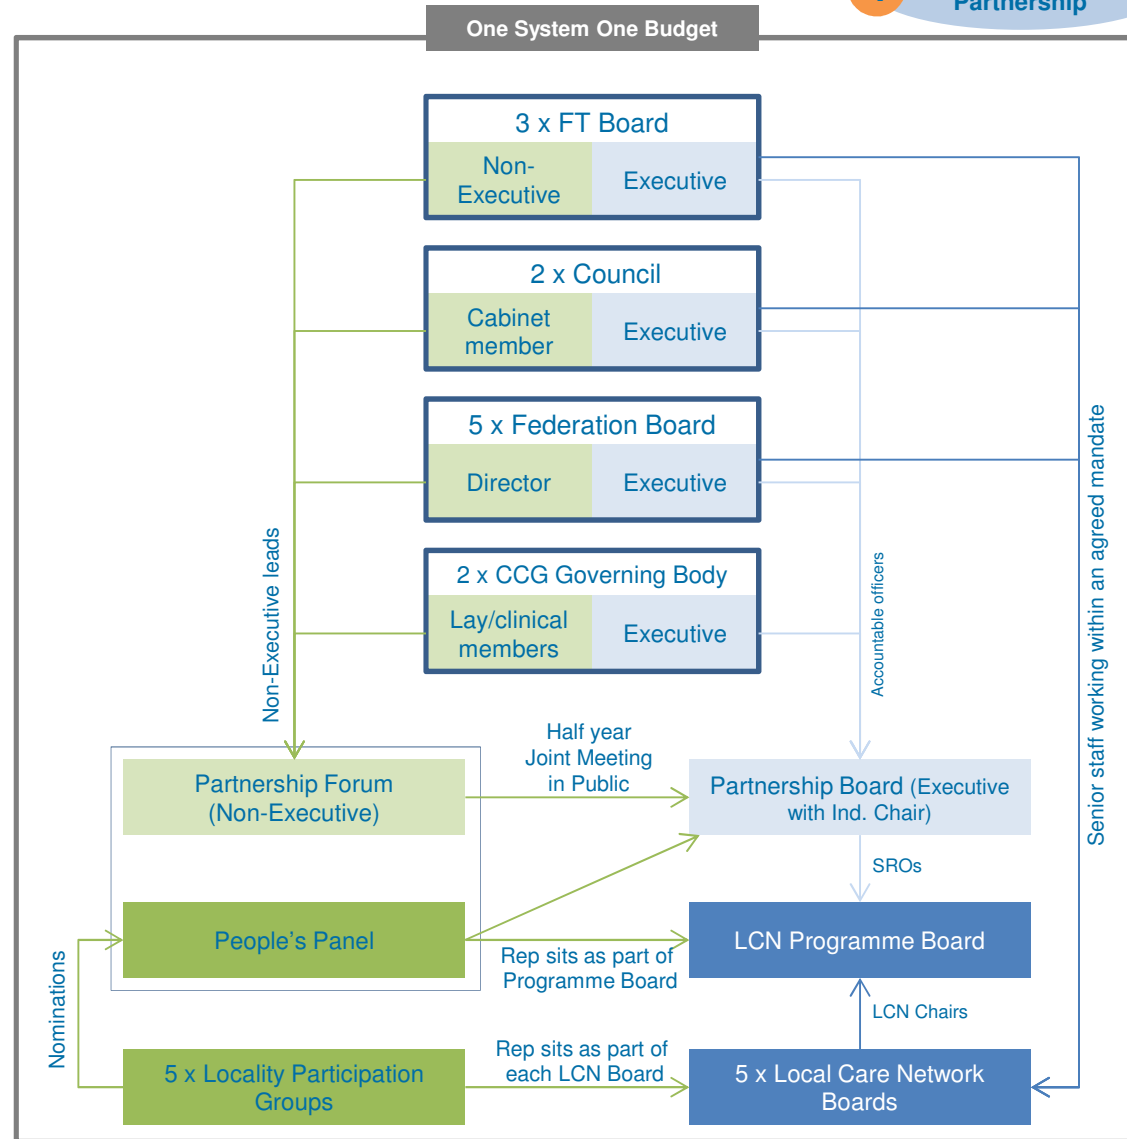 Partnership
One System One Budget
3 x FT Board
Non-
Executive
Executive
2 x Council
Cabinet
member
Executive
5 x Federation Board
Director
Executive
2 x CCG Governing Body
Lay/clinical
members
Executive
Non-Executive leads
Accountable officers
Senior staff working within an agreed mandate
Half year
Joint Meeting
in Public
Partnership Forum
(Non-Executive)
Partnership Board (Executive
with Ind. Chair)
SROs
People's Panel
LCN Programme Board
Rep sits as part of
Programme Board
Nominations
LCN Chairs
Rep sits as part of
each LCN Board
5 x Locality Participation
Groups
5 x Local Care Network
Boards